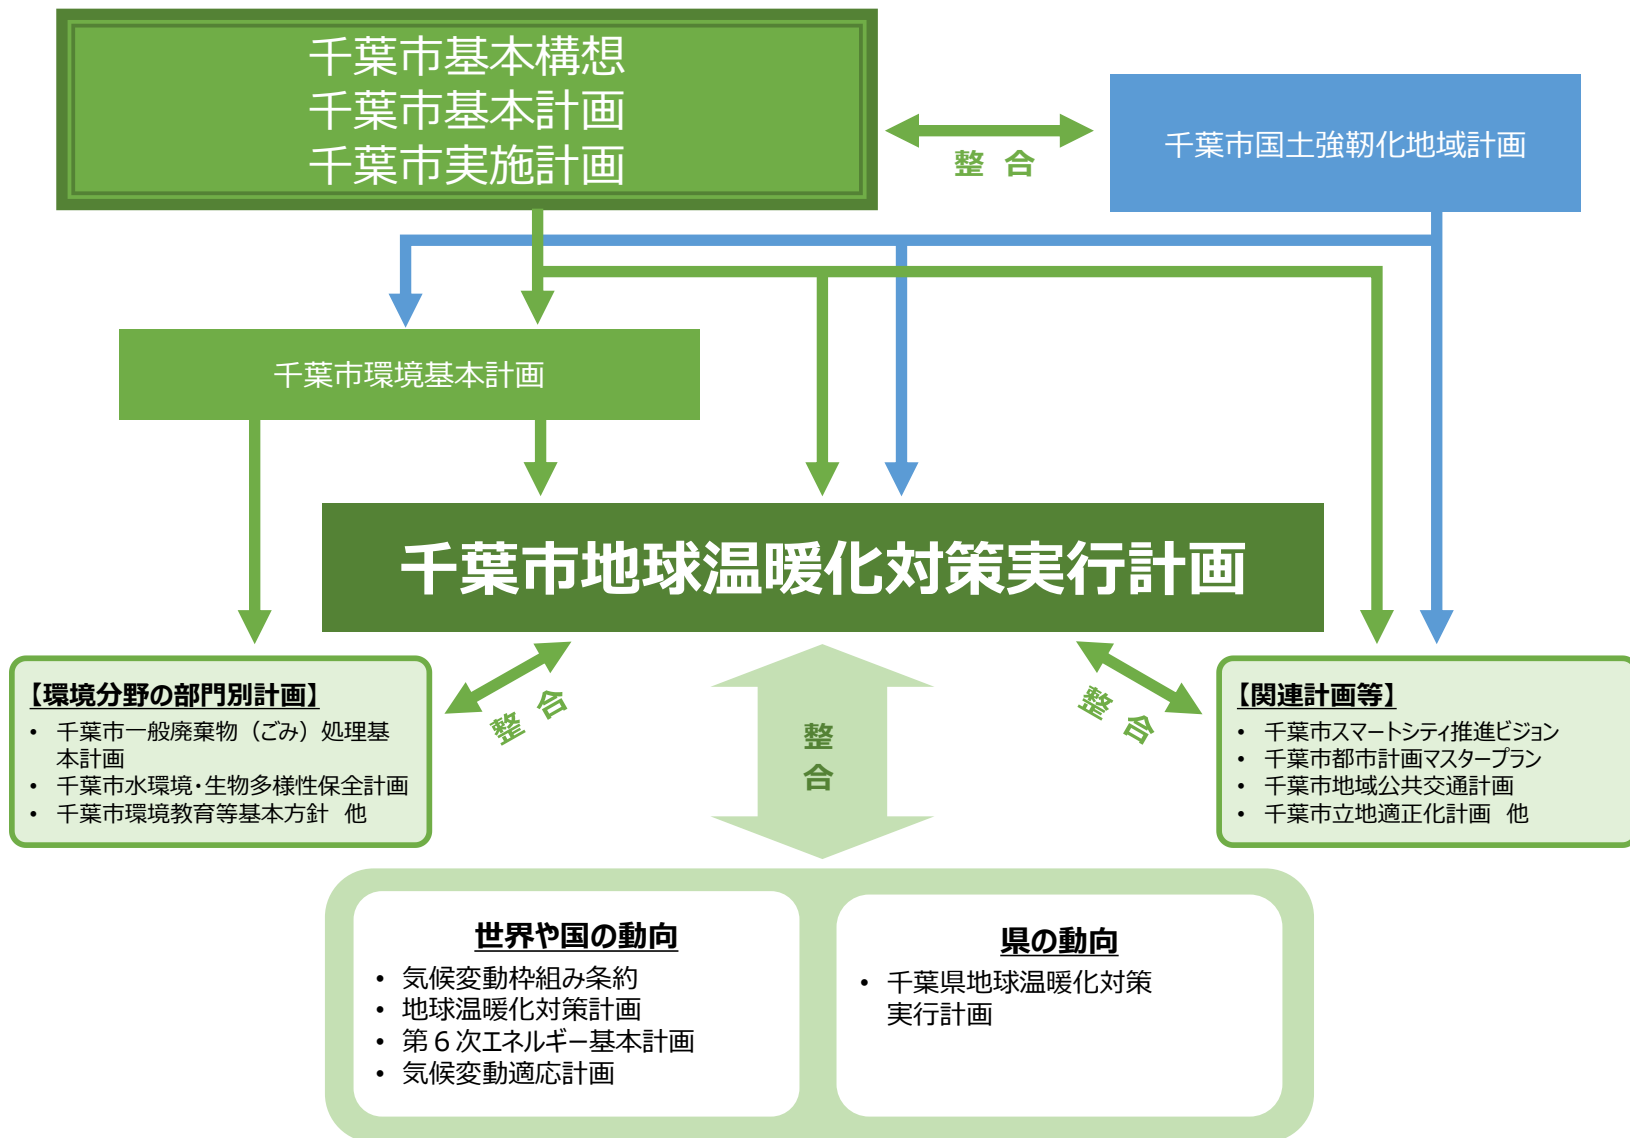 千葉市基本構想
千葉市基本計画
千葉市実施計画
整 合
千葉市国土強靭化地域計画
千葉市環境基本計画
千葉市地球温暖化対策実行計画
【環境分野の部門別計画】
• 千葉市一般廃棄物（ごみ）処理基
本計画
• 千葉市水環境・生物多様性保全計画
• 千葉市環境教育等基本方針 他
整 合
整
合
整 合
【関連計画等】
• 千葉市スマートシティ推進ビジョン
• 千葉市都市計画マスタープラン
• 千葉市地域公共交通計画
• 千葉市立地適正化計画 他
世界や国の動向
• 気候変動枠組み条約
• 地球温暖化対策計画
• 第６次エネルギー基本計画
• 気候変動適応計画
県の動向
• 千葉県地球温暖化対策
実行計画